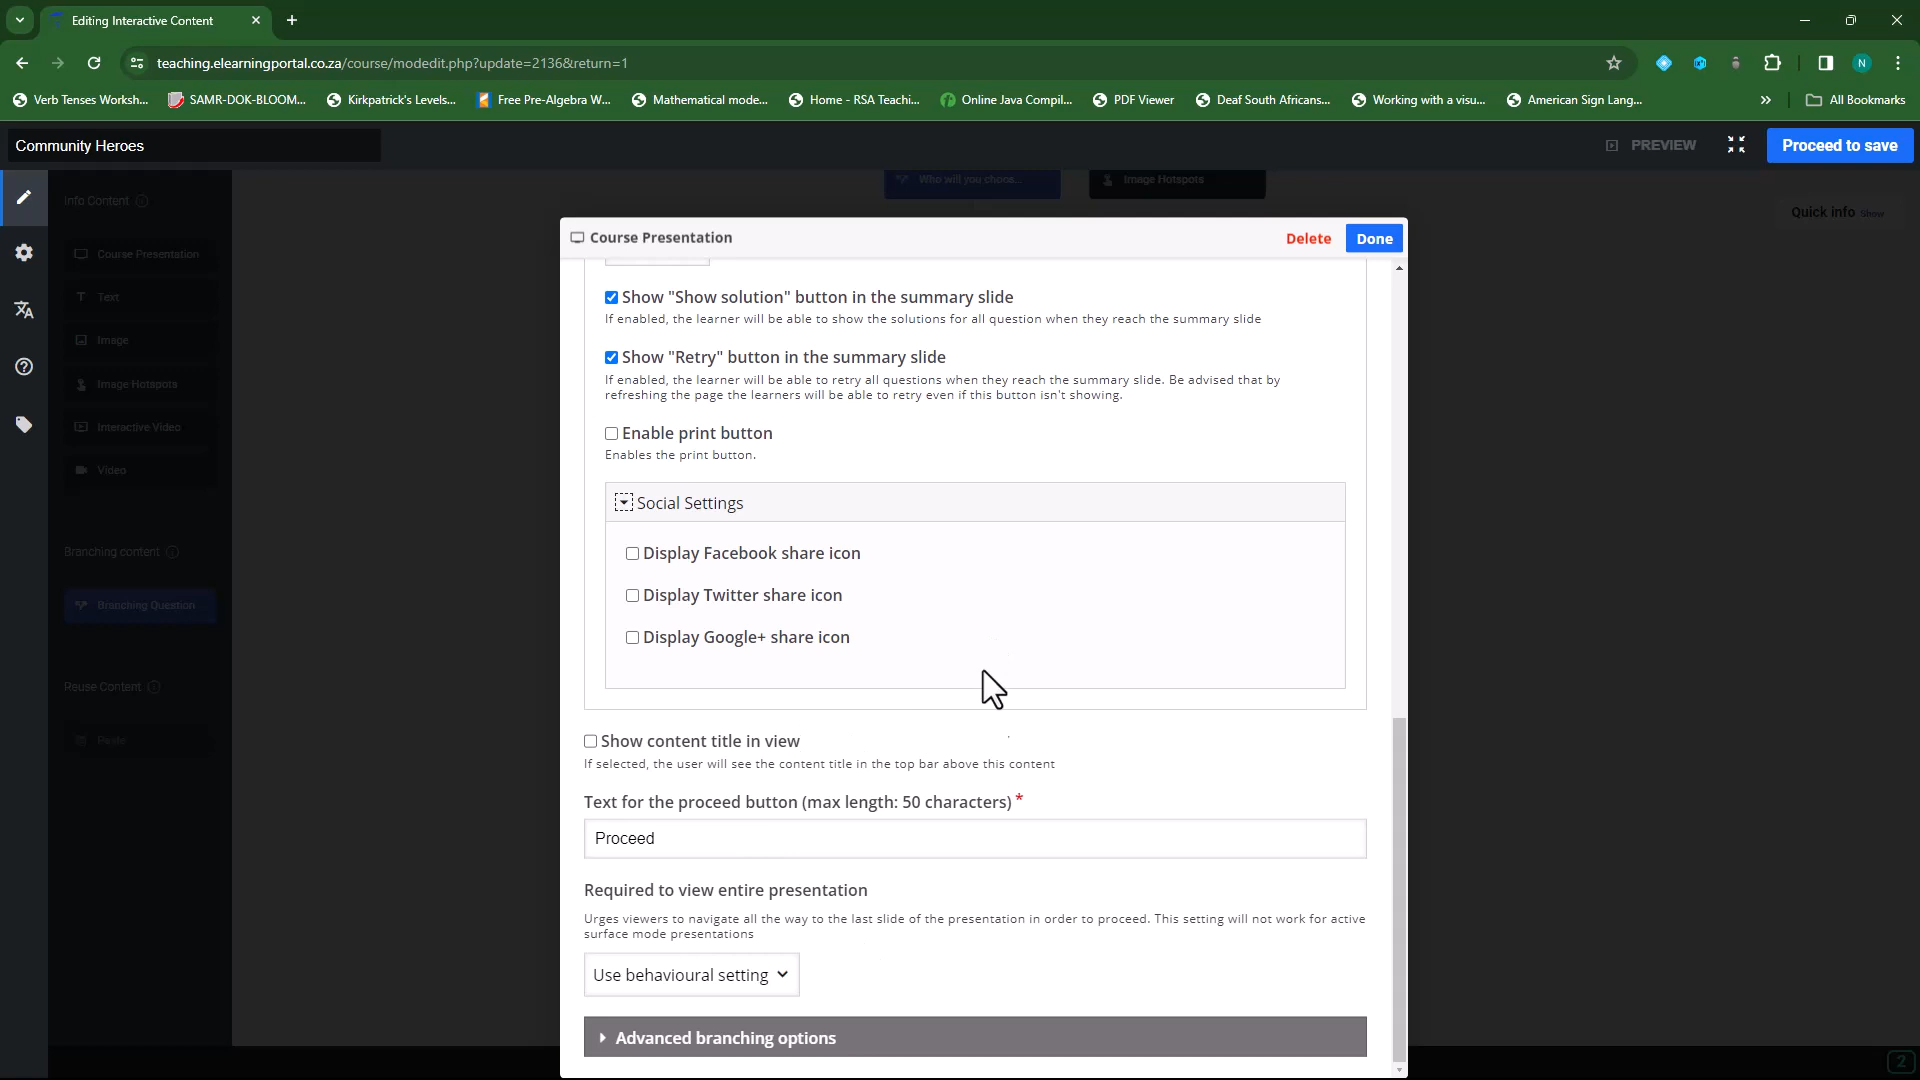 Editing Interactive Content
teaching.elearningportal.co.za/course/modedit.php?update=2136&return=1
N
Verb Tenses Worksh...
SAMR-DOK-BLOOM...
Kirkpatrick's Levels...
Free Pre-Algebra W...
Mathematical mode...
Home - RSA Teachi...
Online Java Compil...
PDF Viewer
Deaf South Africans...
Working with a visu...
American Sign Lang...
All Bookmarks
Community Heroes
PREVIEW
Proceed to save
Info Content
Who will you choos...
Image Hotspots
Quick info Show
Course Presentation
Text
Image
Image Hotspots
Interactive Video
Video
Branching content
Branching Question
Reuse Content
Paste
Course Presentation
Delete
Done
Show "Show solution" button in the summary slide
If enabled, the learner will be able to show the solutions for all question when they reach the summary slide
Show "Retry" button in the summary slide
If enabled, the learner will be able to retry all questions when they reach the summary slide. Be advised that by
refreshing the page the learners will be able to retry even if this button isn't showing.
Enable print button
Enables the print button.
Social Settings
Display Facebook share icon
Display Twitter share icon
Display Google+ share icon
Show content title in view
If selected, the user will see the content title in the top bar above this content
Text for the proceed button (max length: 50 characters) *
Proceed
Required to view entire presentation
Urges viewers to navigate all the way to the last slide of the presentation in order to proceed. This setting will not work for active
surface mode presentations
Use behavioural setting
Advanced branching options
2